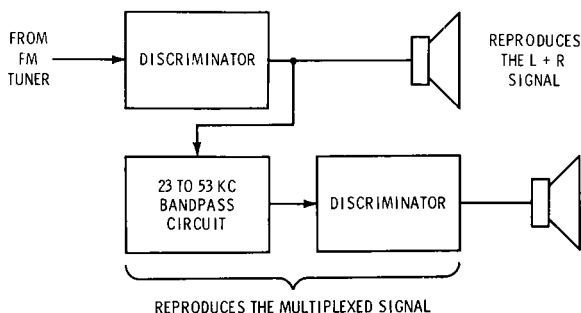 FROM
FM
TUNER
DISCRIMINATOR
REPRODUCES
THE L + R
SIGNAL
23 TO 53 KC
BANDPASS
CIRCUIT
DISCRIMINATOR
REPRODUCES THE MULTIPLEXED SIGNAL